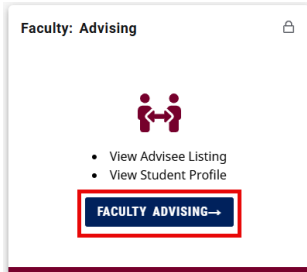 Faculty: Advising
• View Advisee Listing
• View Student Profile
FACULTY ADVISING→